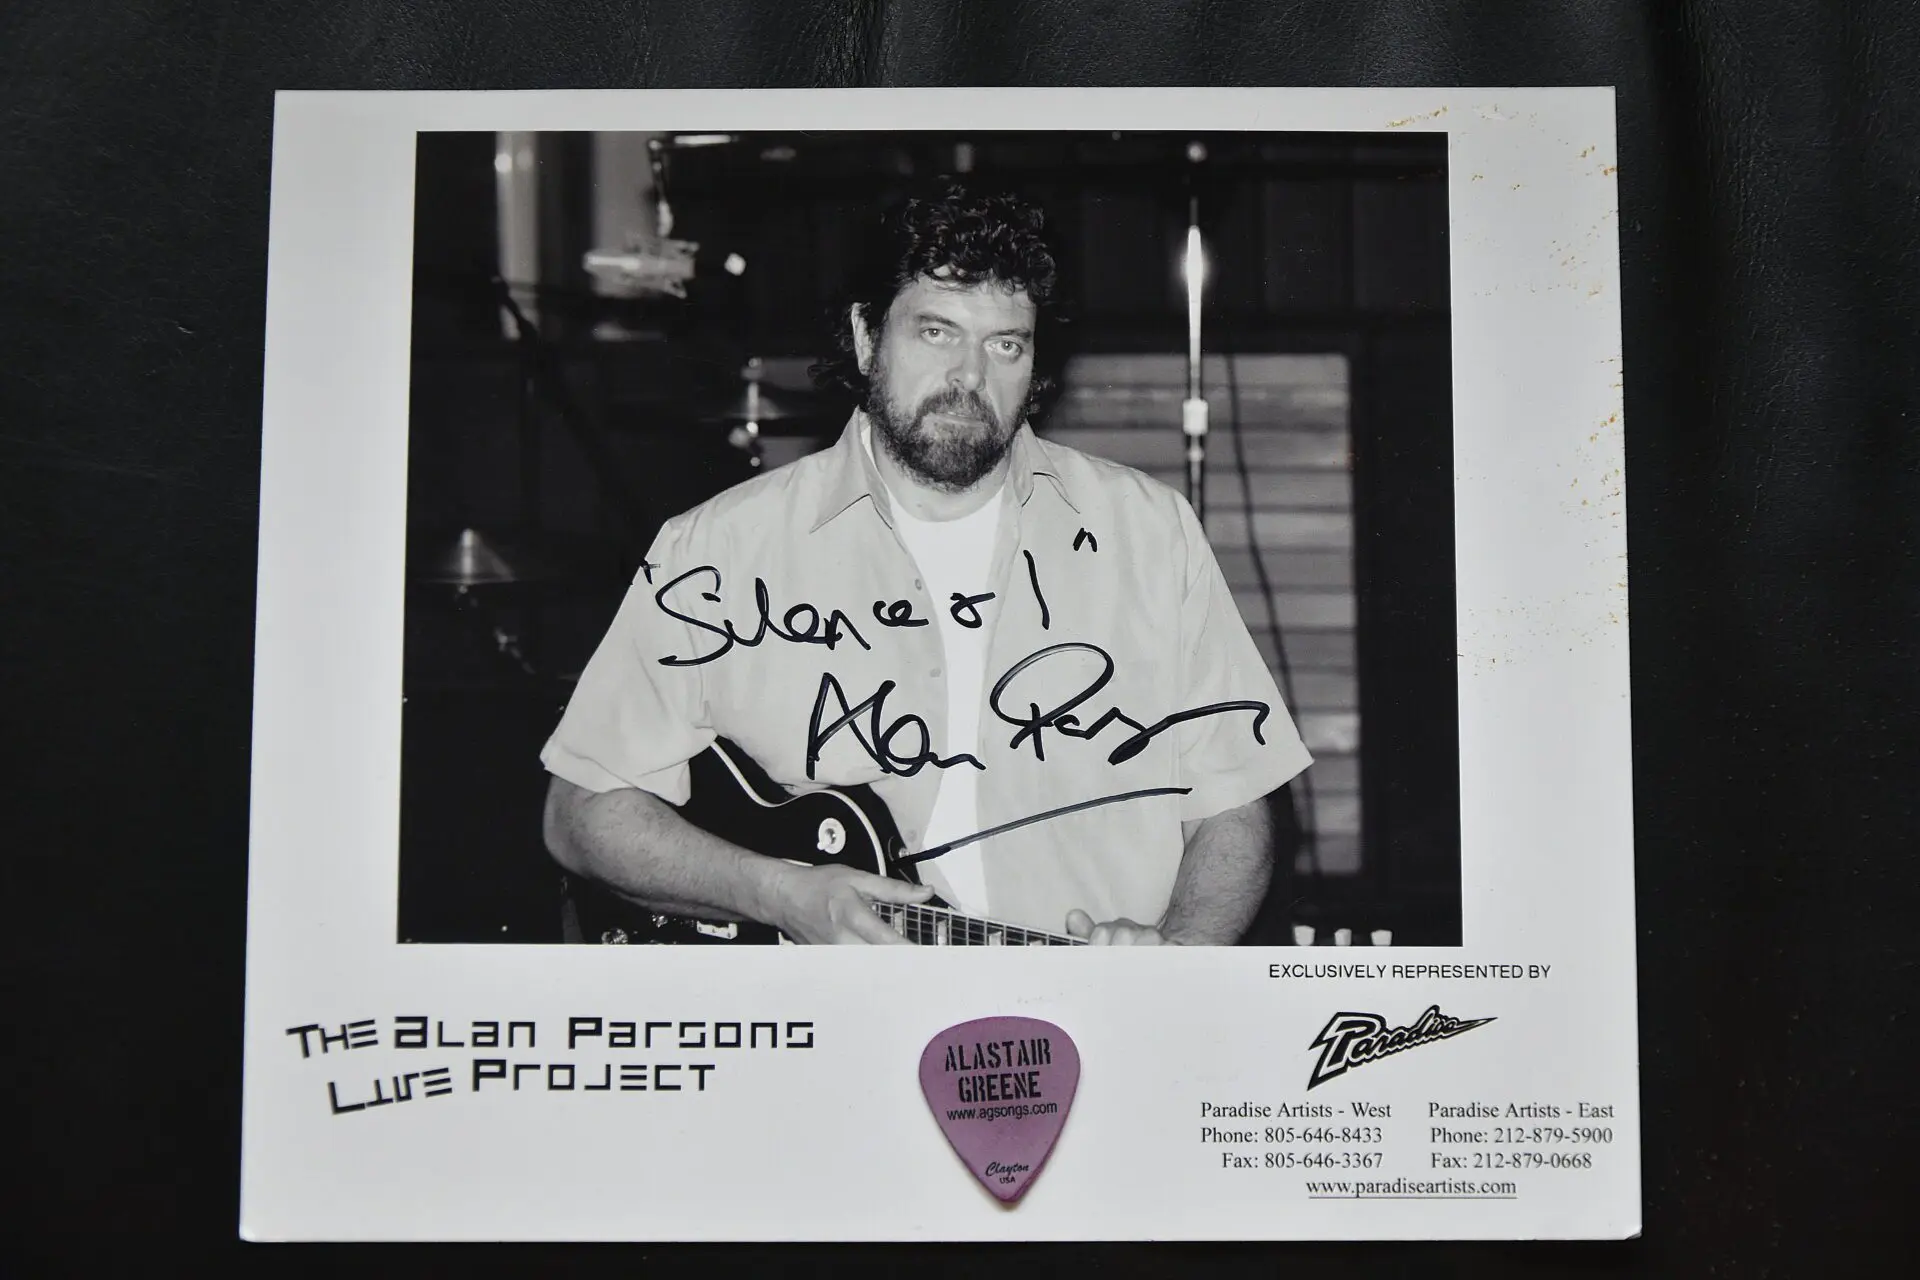 "Silence & I"
Alan Parsons
EXCLUSIVELY REPRESENTED BY
THE ALAN PARSONS
LIVE PROJECT
ALASTAIR
GREENE
www.agsongs.com
Clayton
USA
Paradise
Paradise Artists - West
Phone: 805-646-8433
Fax: 805-646-3367
Paradise Artists - East
Phone: 212-879-5900
Fax: 212-879-0668
www.paradiseartists.com